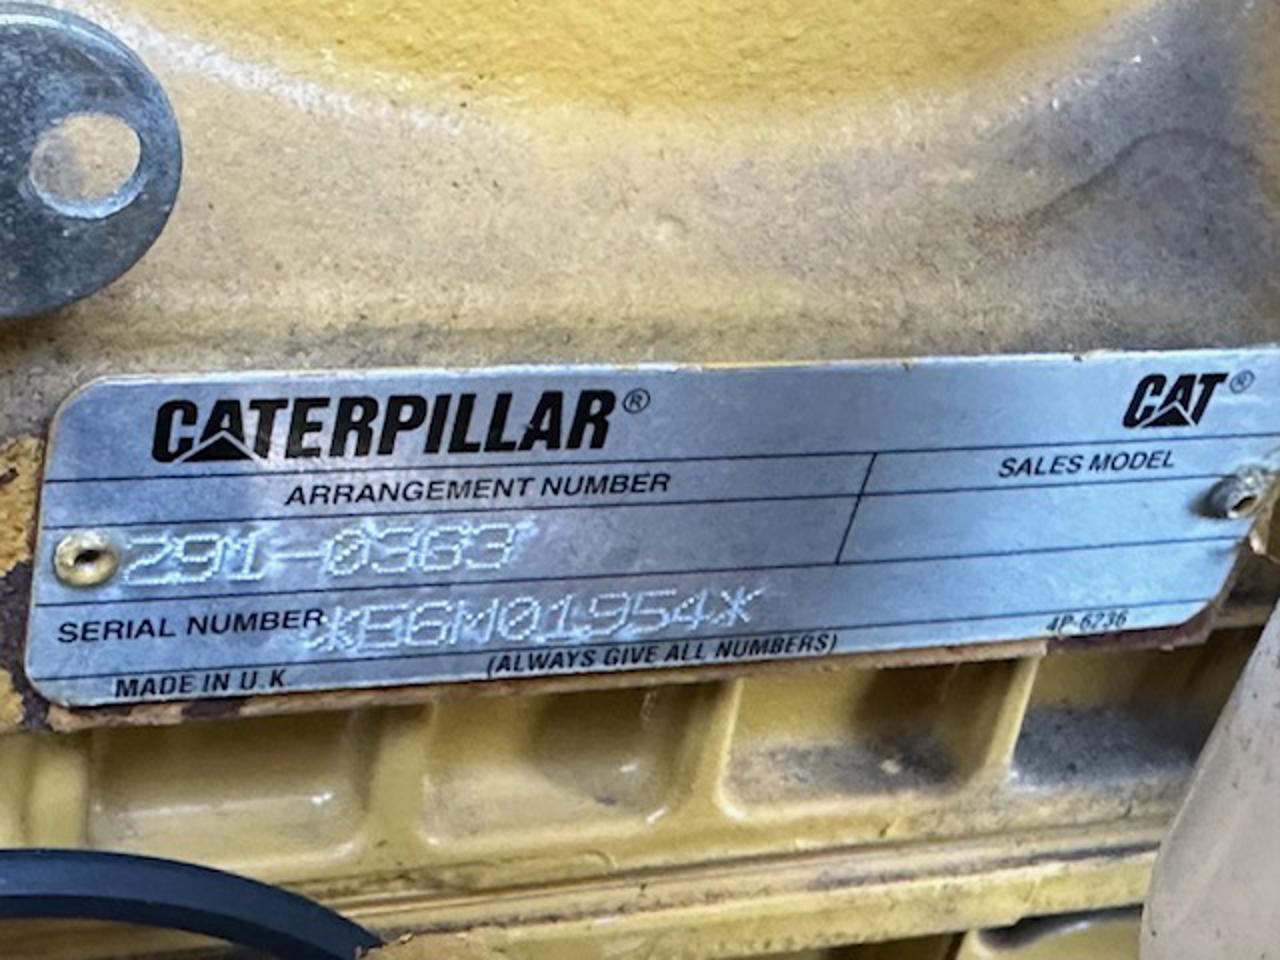 CATERPILLAR® CAT®
ARRANGEMENT NUMBER SALES MODEL
291-0363
SERIAL NUMBER *E6M01954*
MADE IN U.K (ALWAYS GIVE ALL NUMBERS) 4P-6236